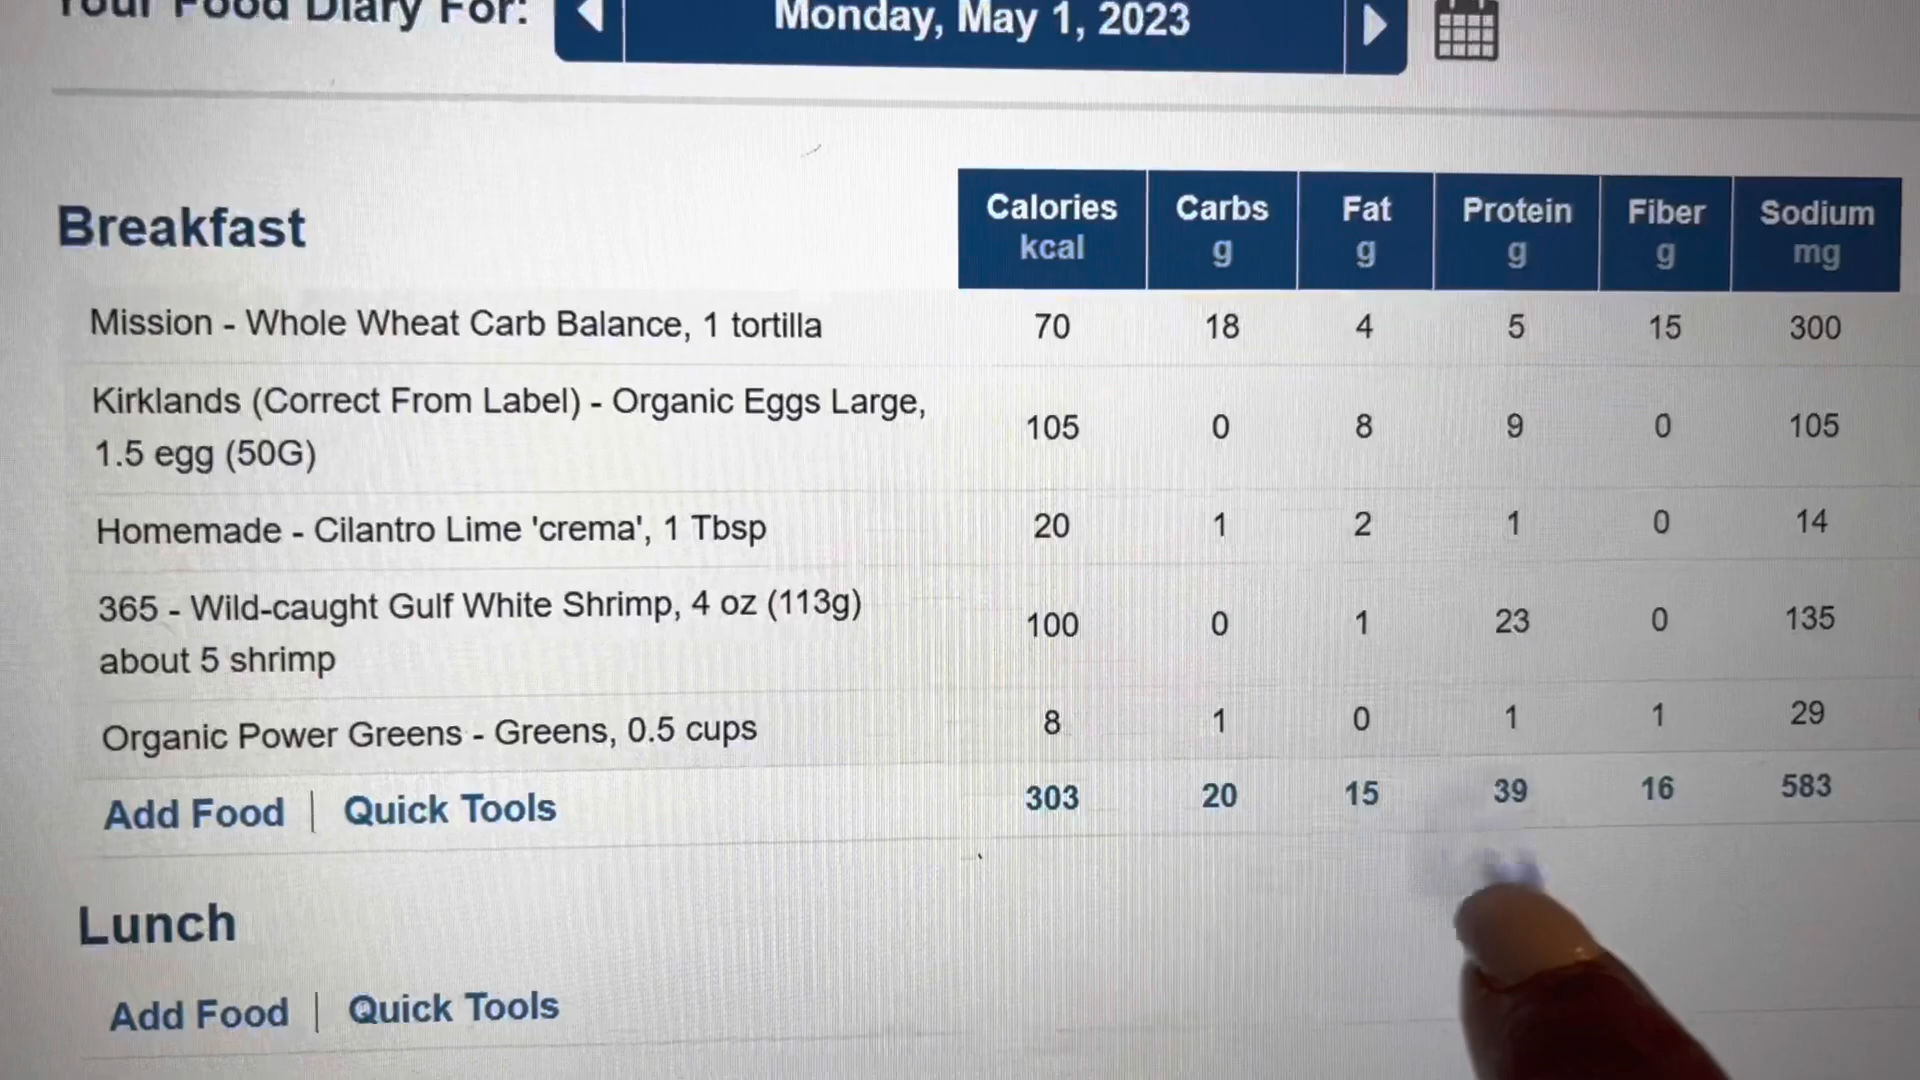 Your Food Diary For:
Monday, May 1, 2023
Breakfast
Calories kcal Carbs g Fat g Protein g Fiber g Sodium mg
Mission - Whole Wheat Carb Balance, 1 tortilla 70 18 4 5 15 300
Kirklands (Correct From Label) - Organic Eggs Large,
1.5 egg (50G) 105 0 8 9 0 105
Homemade - Cilantro Lime 'crema', 1 Tbsp 20 1 2 1 0 14
365 - Wild-caught Gulf White Shrimp, 4 oz (113g)
about 5 shrimp 100 0 1 23 0 135
Organic Power Greens - Greens, 0.5 cups 8 1 0 1 1 29
Add Food | Quick Tools 303 20 15 39 16 583
Lunch
Add Food | Quick Tools